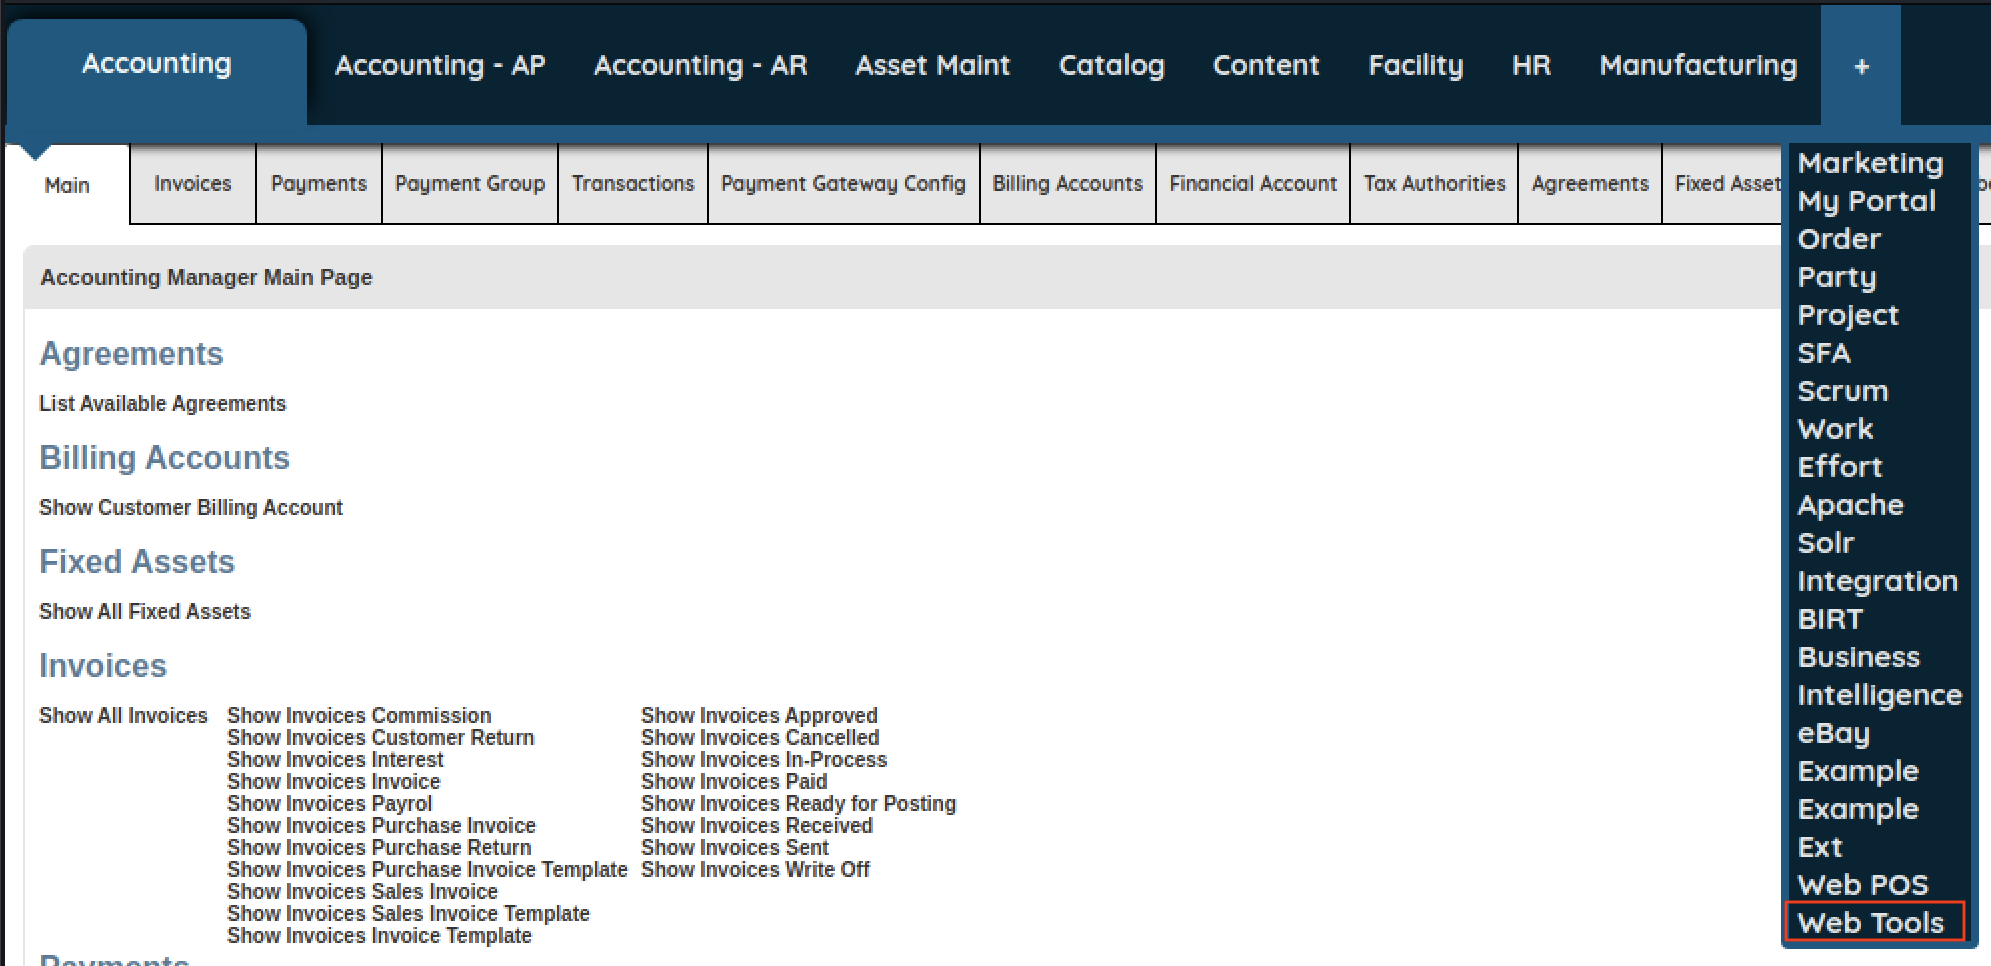 Accounting
Accounting - AP
Accounting - AR
Asset Maint
Catalog
Content
Facility
HR
Manufacturing
+
Main
Invoices
Payments
Payment Group
Transactions
Payment Gateway Config
Billing Accounts
Financial Account
Tax Authorities
Agreements
Fixed Asset
Marketing
My Portal
Order
Party
Project
SFA
Scrum
Work
Effort
Apache
Solr
Integration
BIRT
Business
Intelligence
eBay
Example
Example
Ext
Web POS
Web Tools
Accounting Manager Main Page
Agreements
List Available Agreements
Billing Accounts
Show Customer Billing Account
Fixed Assets
Show All Fixed Assets
Invoices
Show All Invoices
Show Invoices Commission
Show Invoices Customer Return
Show Invoices Interest
Show Invoices Invoice
Show Invoices Payrol
Show Invoices Purchase Invoice
Show Invoices Purchase Return
Show Invoices Purchase Invoice Template
Show Invoices Sales Invoice
Show Invoices Sales Invoice Template
Show Invoices Invoice Template
Show Invoices Approved
Show Invoices Cancelled
Show Invoices In-Process
Show Invoices Paid
Show Invoices Ready for Posting
Show Invoices Received
Show Invoices Sent
Show Invoices Write Off
Payments